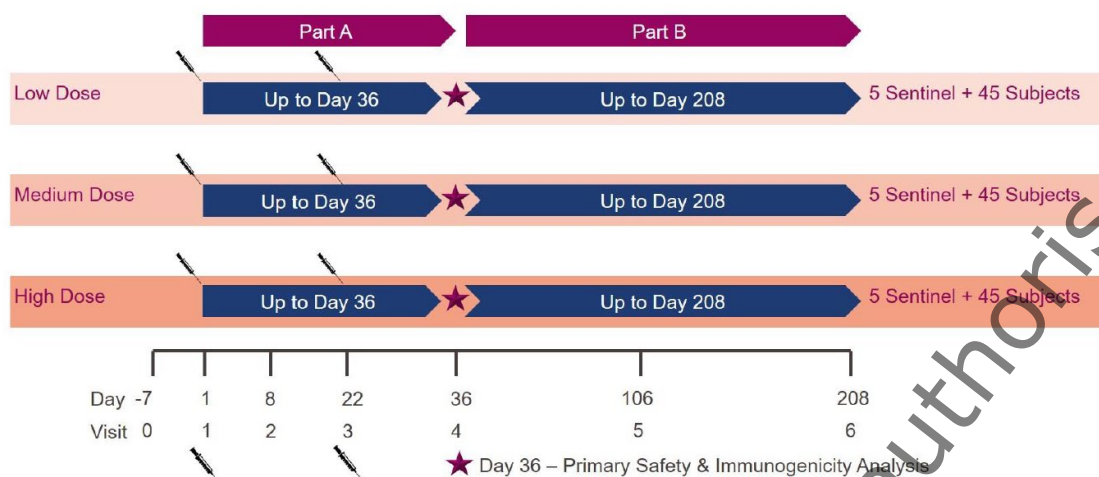 Part A Part B
Low Dose Up to Day 36 Up to Day 208 5 Sentinel + 45 Subjects
Medium Dose Up to Day 36 Up to Day 208 5 Sentinel + 45 Subjects
High Dose Up to Day 36 Up to Day 208 5 Sentinel + 45 Subjects
Day -7 1 8 22 36 106 208
Visit 0 1 2 3 4 5 6
Day 36 – Primary Safety & Immunogenicity Analysis
authoris